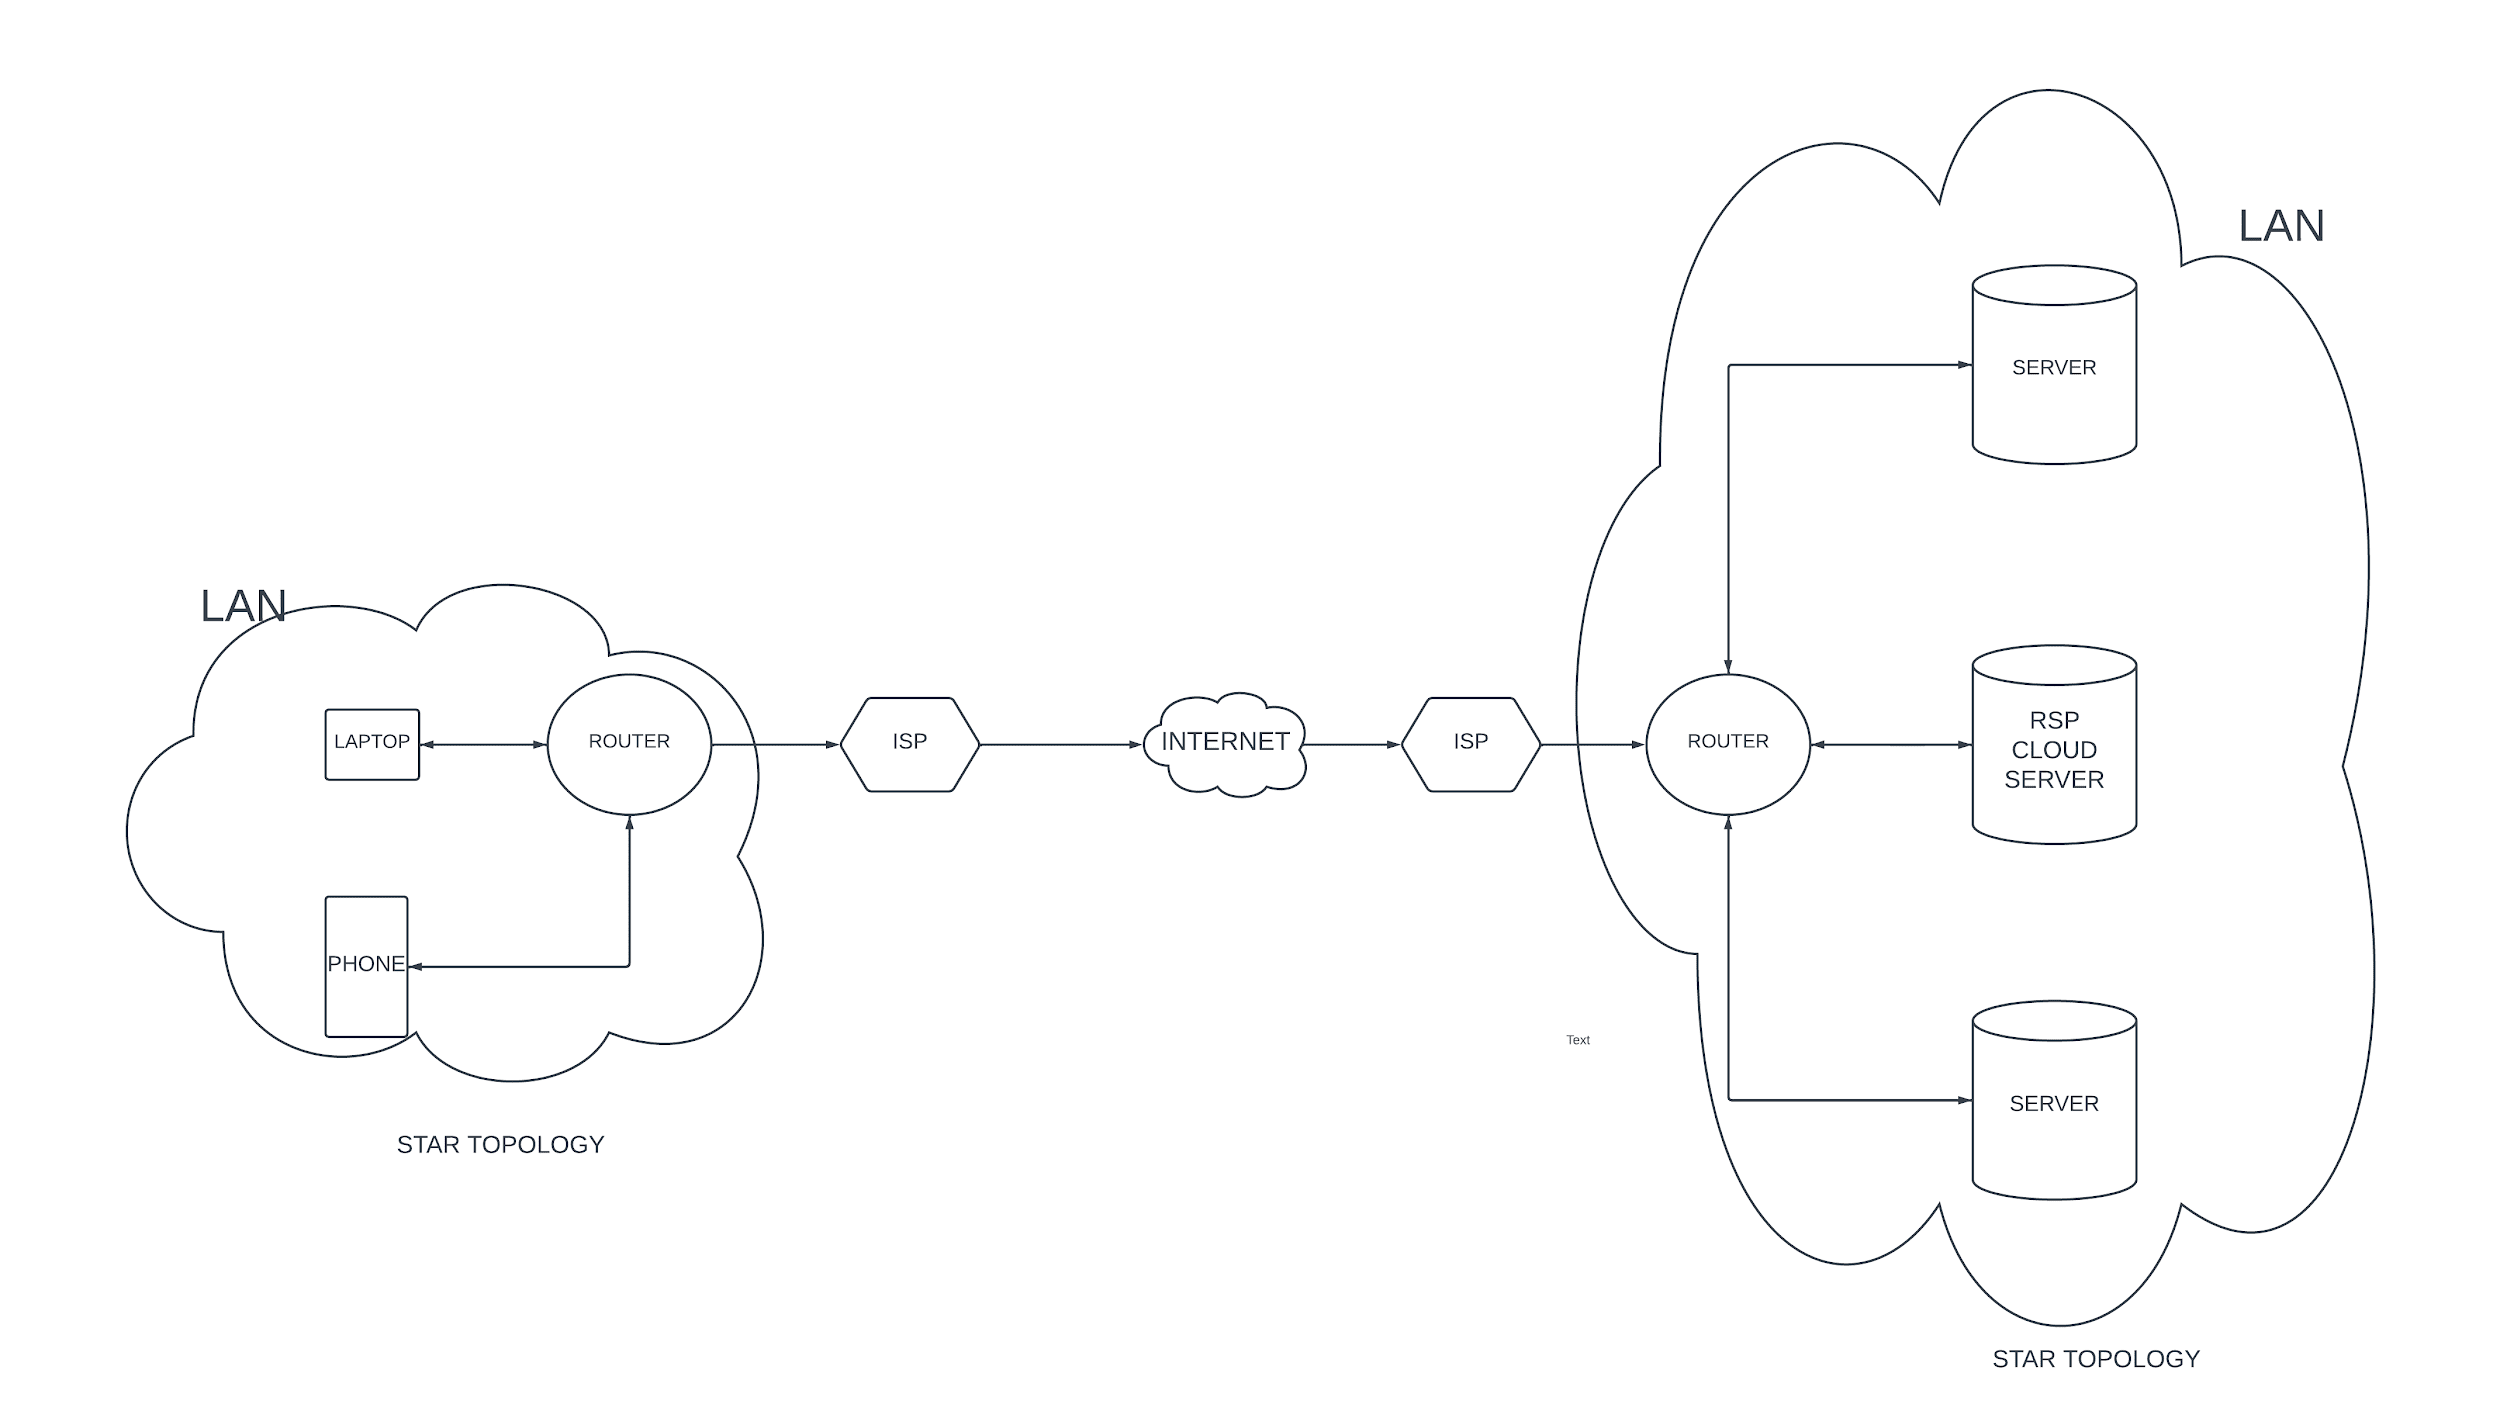 LAN
LAN
SERVER
LAPTOP
ROUTER
ISP
INTERNET
ISP
ROUTER
RSP
CLOUD
SERVER
PHONE
Text
SERVER
STAR TOPOLOGY
STAR TOPOLOGY